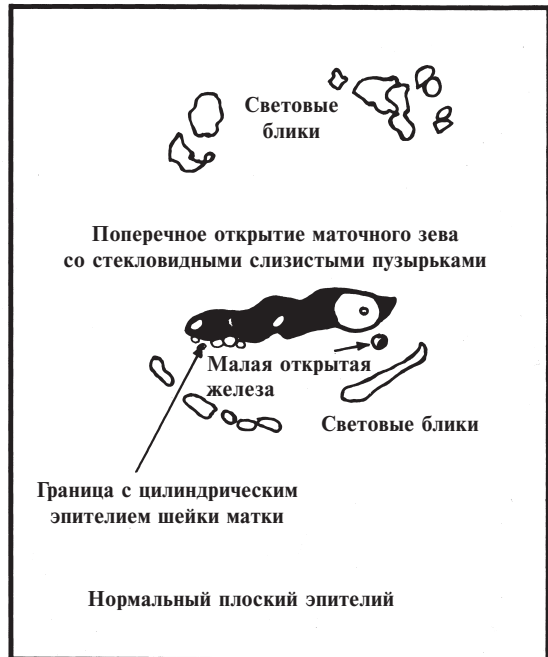 Световые
блики
Поперечное открытие маточного зева
со стекловидными слизистыми пузырьками
Малая открытая
железа
Световые блики
Граница с цилиндрическим
эпителием шейки матки
Нормальный плоский эпителий